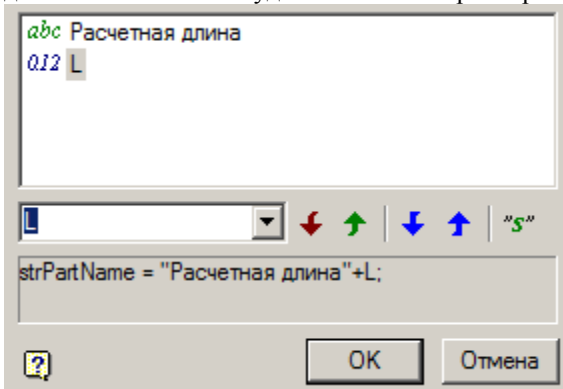 abc Расчетная длина
0.12 L
L "S"
strPartName = "Расчетная длина"+L;
? OK Отмена